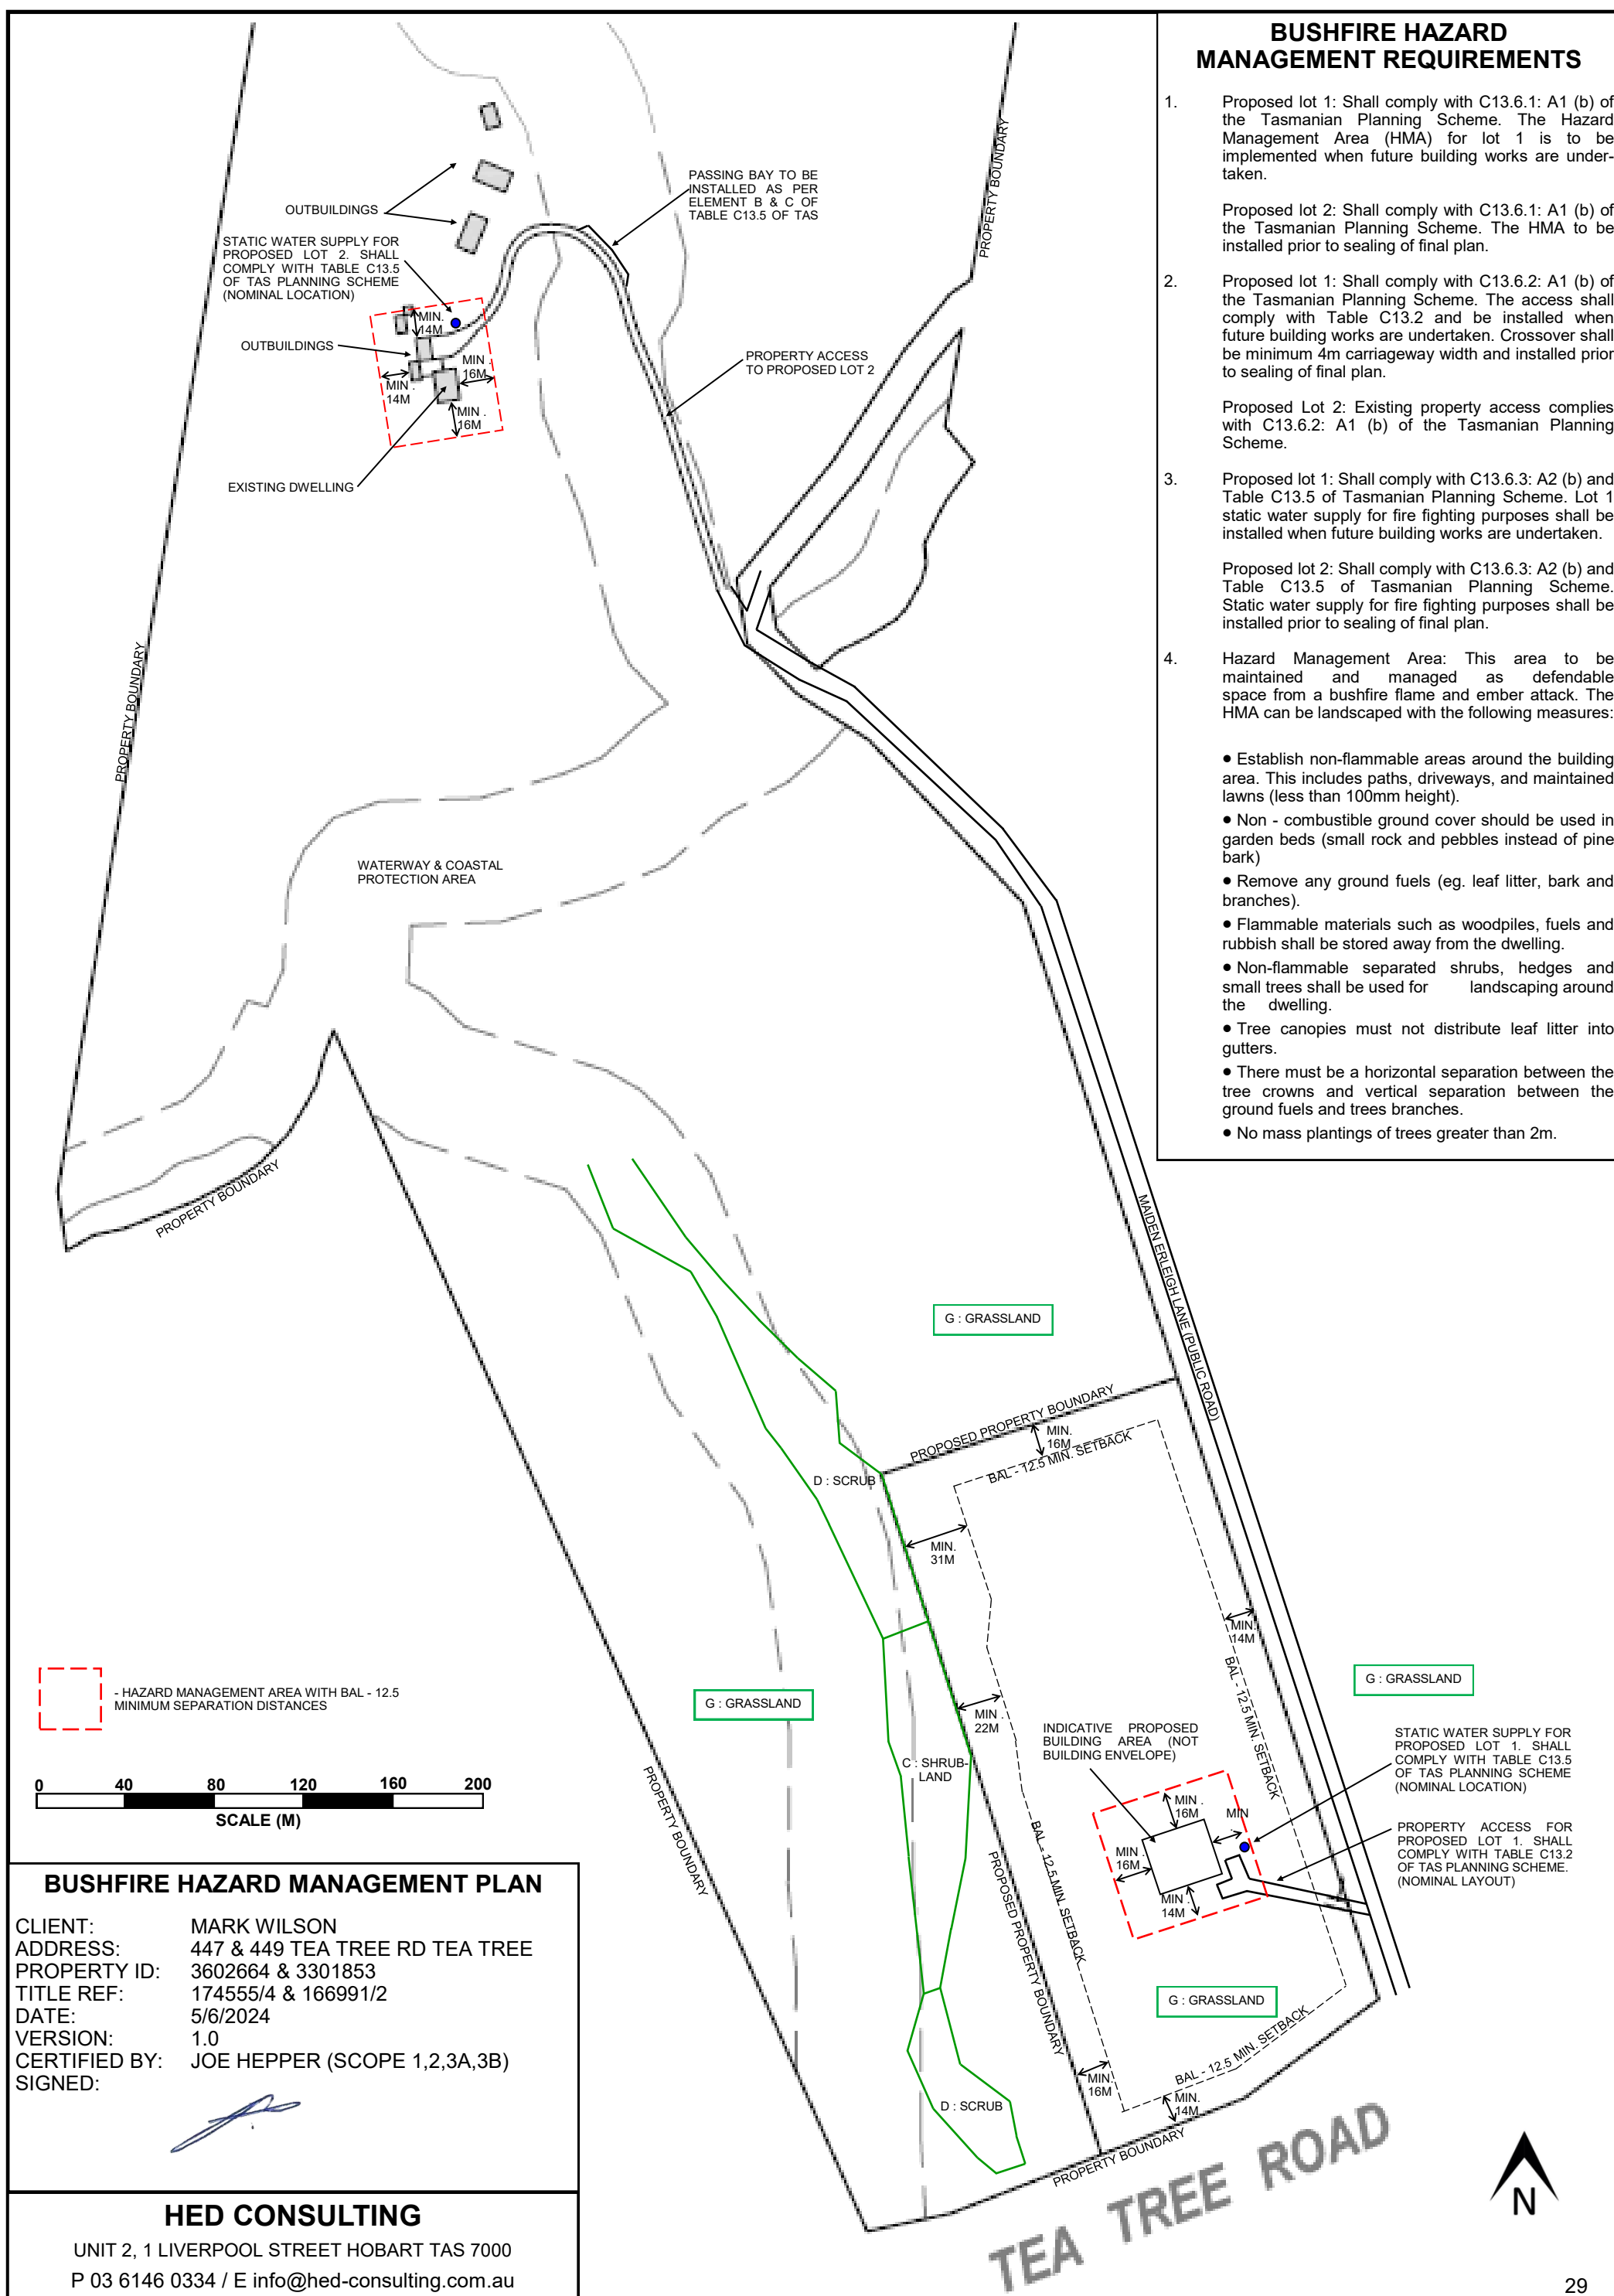 BUSHFIRE HAZARD
MANAGEMENT REQUIREMENTS
1. Proposed lot 1: Shall comply with C13.6.1: A1 (b) of
the Tasmanian Planning Scheme. The Hazard
Management Area (HMA) for lot 1 is to be
implemented when future building works are under-
taken.
Proposed lot 2: Shall comply with C13.6.1: A1 (b) of
the Tasmanian Planning Scheme. The HMA to be
installed prior to sealing of final plan.
2. Proposed lot 1: Shall comply with C13.6.2: A1 (b) of
the Tasmanian Planning Scheme. The access shall
comply with Table C13.2 and be installed when
future building works are undertaken. Crossover shall
be minimum 4m carriageway width and installed prior
to sealing of final plan.
Proposed Lot 2: Existing property access complies
with C13.6.2: A1 (b) of the Tasmanian Planning
Scheme.
3. Proposed lot 1: Shall comply with C13.6.3: A2 (b) and
Table C13.5 of Tasmanian Planning Scheme. Lot 1
static water supply for fire fighting purposes shall be
installed when future building works are undertaken.
Proposed lot 2: Shall comply with C13.6.3: A2 (b) and
Table C13.5 of Tasmanian Planning Scheme.
Static water supply for fire fighting purposes shall be
installed prior to sealing of final plan.
4. Hazard Management Area: This area to be
maintained and managed as defendable
space from a bushfire flame and ember attack. The
HMA can be landscaped with the following measures:
• Establish non-flammable areas around the building
area. This includes paths, driveways, and maintained
lawns (less than 100mm height).
• Non - combustible ground cover should be used in
garden beds (small rock and pebbles instead of pine
bark)
• Remove any ground fuels (eg. leaf litter, bark and
branches).
• Flammable materials such as woodpiles, fuels and
rubbish shall be stored away from the dwelling.
• Non-flammable separated shrubs, hedges and
small trees shall be used for landscaping around
the dwelling.
• Tree canopies must not distribute leaf litter into
gutters.
• There must be a horizontal separation between the
tree crowns and vertical separation between the
ground fuels and trees branches.
• No mass plantings of trees greater than 2m.
PROPERTY BOUNDARY
PASSING BAY TO BE
INSTALLED AS PER
ELEMENT B & C OF
TABLE C13.5 OF TAS
OUTBUILDINGS
STATIC WATER SUPPLY FOR
PROPOSED LOT 2. SHALL
COMPLY WITH TABLE C13.5
OF TAS PLANNING SCHEME
(NOMINAL LOCATION)
MIN.
14M
OUTBUILDINGS
MIN .
14M
MIN .
16M
MIN .
16M
PROPERTY ACCESS
TO PROPOSED LOT 2
EXISTING DWELLING
PROPERTY BOUNDARY
WATERWAY & COASTAL
PROTECTION AREA
PROPERTY BOUNDARY
MAIDEN ERLEIGH LANE (PUBLIC ROAD)
G : GRASSLAND
PROPOSED PROPERTY BOUNDARY
MIN.
16M
BAL - 12.5 MIN. SETBACK
D : SCRUB
MIN.
31M
MIN.
14M
BAL - 12.5 MIN. SETBACK
G : GRASSLAND
G : GRASSLAND
MIN .
22M
C : SHRUB-
LAND
INDICATIVE PROPOSED
BUILDING AREA (NOT
BUILDING ENVELOPE)
STATIC WATER SUPPLY FOR
PROPOSED LOT 1. SHALL
COMPLY WITH TABLE C13.5
OF TAS PLANNING SCHEME
(NOMINAL LOCATION)
MIN .
16M
MIN
MIN .
16M
MIN .
14M
PROPERTY ACCESS FOR
PROPOSED LOT 1. SHALL
COMPLY WITH TABLE C13.2
OF TAS PLANNING SCHEME.
(NOMINAL LAYOUT)
PROPERTY BOUNDARY
BAL - 12.5 MIN. SETBACK
PROPOSED PROPERTY BOUNDARY
G : GRASSLAND
BAL - 12.5 MIN. SETBACK
MIN.
16M
MIN.
14M
D : SCRUB
PROPERTY BOUNDARY
TEA TREE ROAD
N
- HAZARD MANAGEMENT AREA WITH BAL - 12.5
MINIMUM SEPARATION DISTANCES
0 40 80 120 160 200
SCALE (M)
BUSHFIRE HAZARD MANAGEMENT PLAN
CLIENT: MARK WILSON
ADDRESS: 447 & 449 TEA TREE RD TEA TREE
PROPERTY ID: 3602664 & 3301853
TITLE REF: 174555/4 & 166991/2
DATE: 5/6/2024
VERSION: 1.0
CERTIFIED BY: JOE HEPPER (SCOPE 1,2,3A,3B)
SIGNED:
HED CONSULTING
UNIT 2, 1 LIVERPOOL STREET HOBART TAS 7000
P 03 6146 0334 / E info@hed-consulting.com.au
29